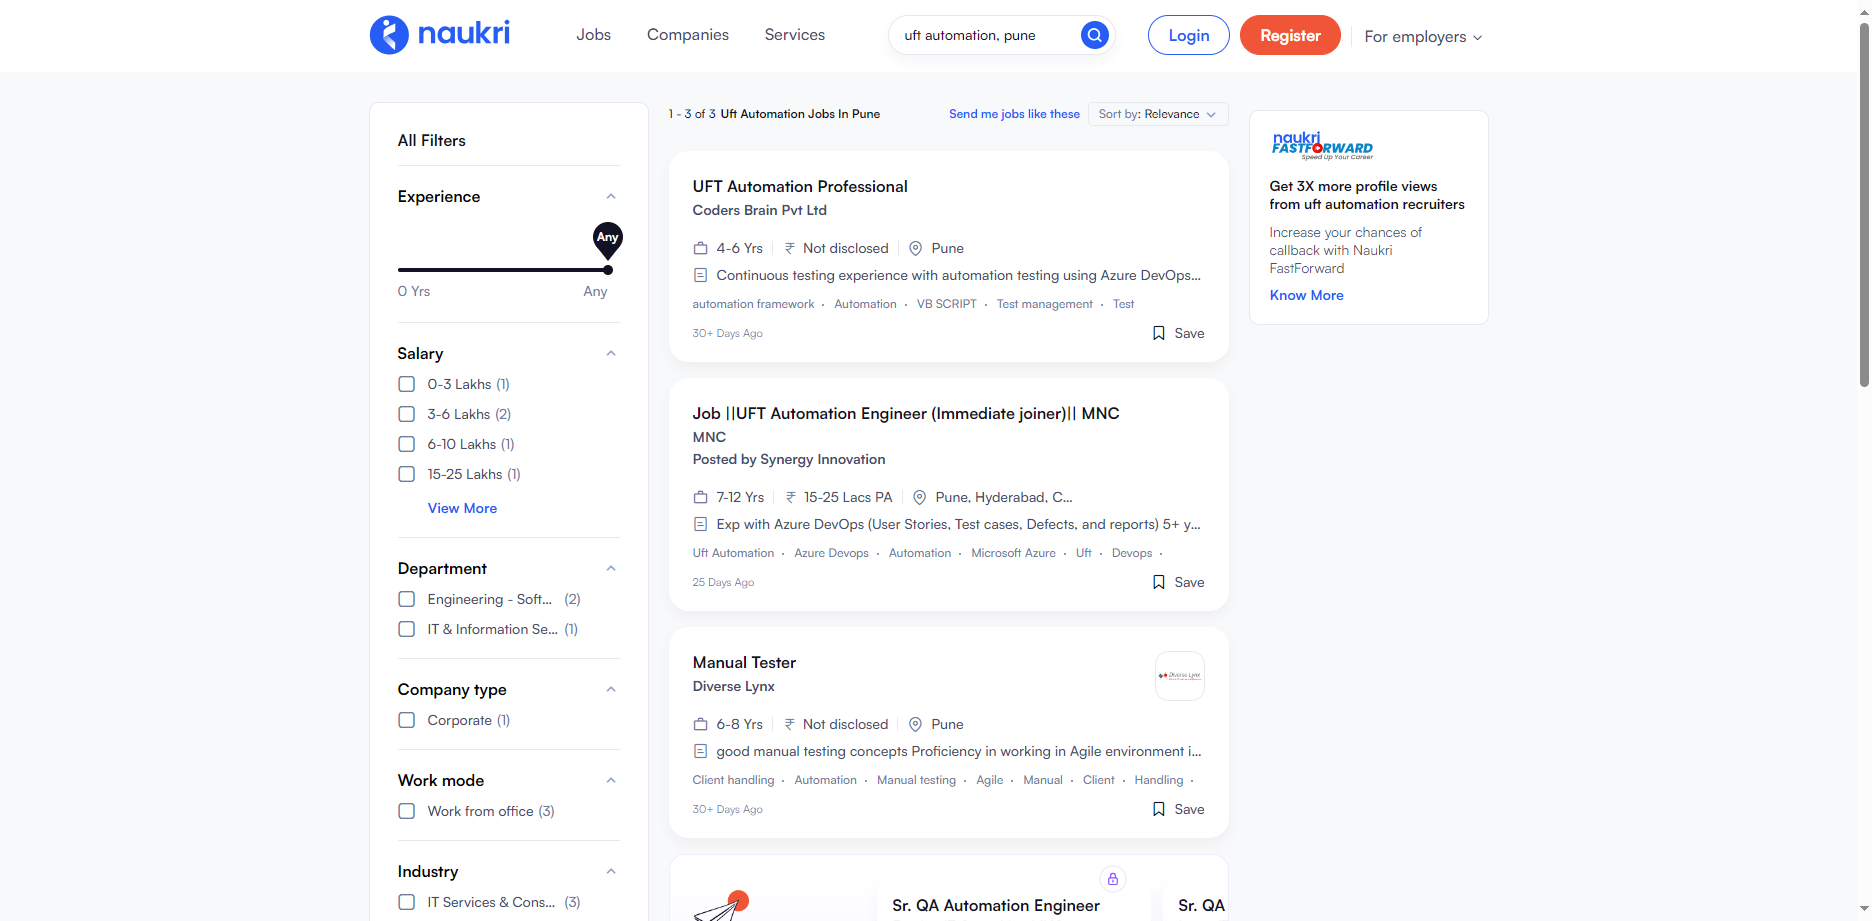 naukri
Jobs
Companies
Services
uft automation, pune
Login
Register
For employers
All Filters
Experience
Any
0 Yrs
Any
Salary
0-3 Lakhs (1)
3-6 Lakhs (2)
6-10 Lakhs (1)
15-25 Lakhs (1)
View More
Department
Engineering - Soft... (2)
IT & Information Se... (1)
Company type
Corporate (1)
Work mode
Work from office (3)
Industry
IT Services & Cons... (3)
1 - 3 of 3 Uft Automation Jobs In Pune
Send me jobs like these
Sort by: Relevance
UFT Automation Professional
Coders Brain Pvt Ltd
4-6 Yrs
₹ Not disclosed
Pune
Continuous testing experience with automation testing using Azure DevOps...
automation framework · Automation · VB SCRIPT · Test management · Test
30+ Days Ago
Save
Job ||UFT Automation Engineer (Immediate joiner)|| MNC
MNC
Posted by Synergy Innovation
7-12 Yrs
₹ 15-25 Lacs PA
Pune, Hyderabad, C...
Exp with Azure DevOps (User Stories, Test cases, Defects, and reports) 5+ y...
Uft Automation · Azure Devops · Automation · Microsoft Azure · Uft · Devops ·
25 Days Ago
Save
Manual Tester
Diverse Lynx
Diverse Lynx
6-8 Yrs
₹ Not disclosed
Pune
good manual testing concepts Proficiency in working in Agile environment i...
Client handling · Automation · Manual testing · Agile · Manual · Client · Handling ·
30+ Days Ago
Save
Sr. QA Automation Engineer
Sr. QA
naukri
FASTFORWARD
Speed Up Your Career
Get 3X more profile views
from uft automation recruiters
Increase your chances of
callback with Naukri
FastForward
Know More